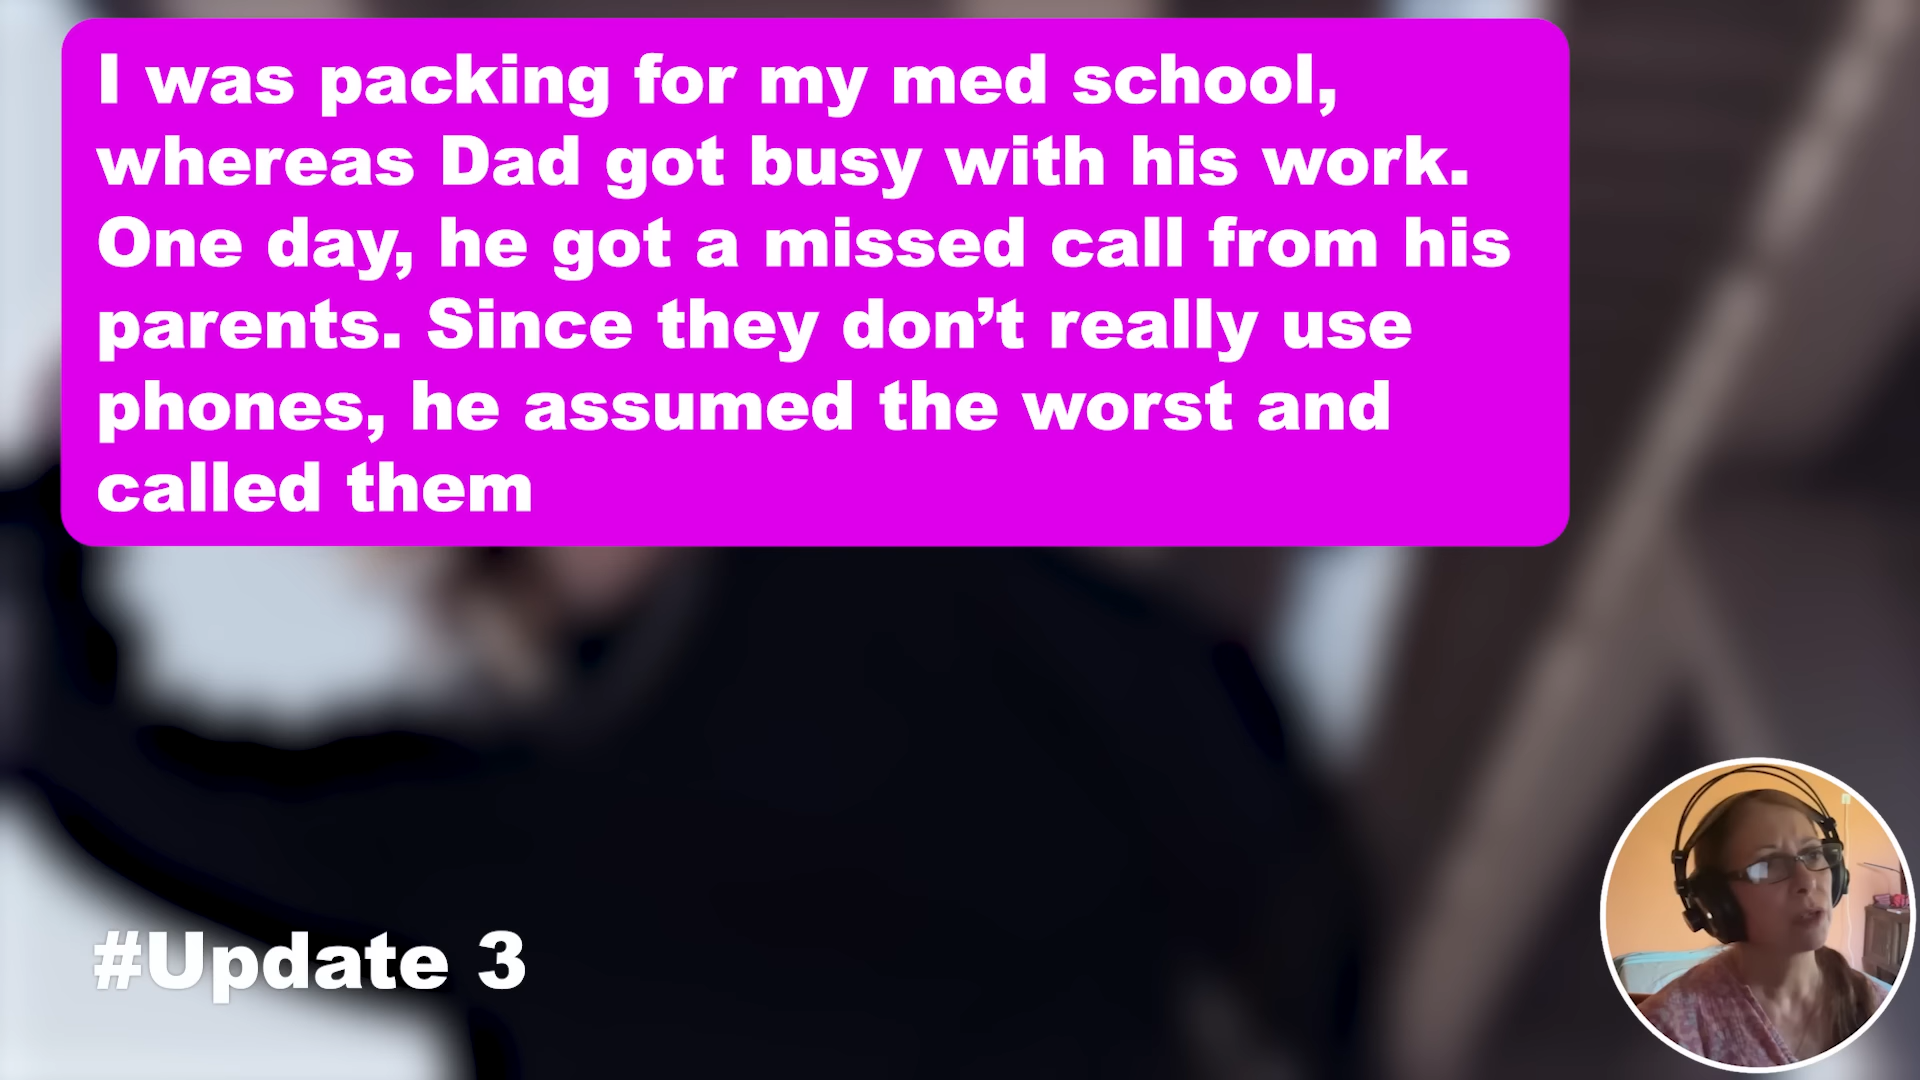 I was packing for my med school,
whereas Dad got busy with his work.
One day, he got a missed call from his
parents. Since they don’t really use
phones, he assumed the worst and
called them
#Update 3